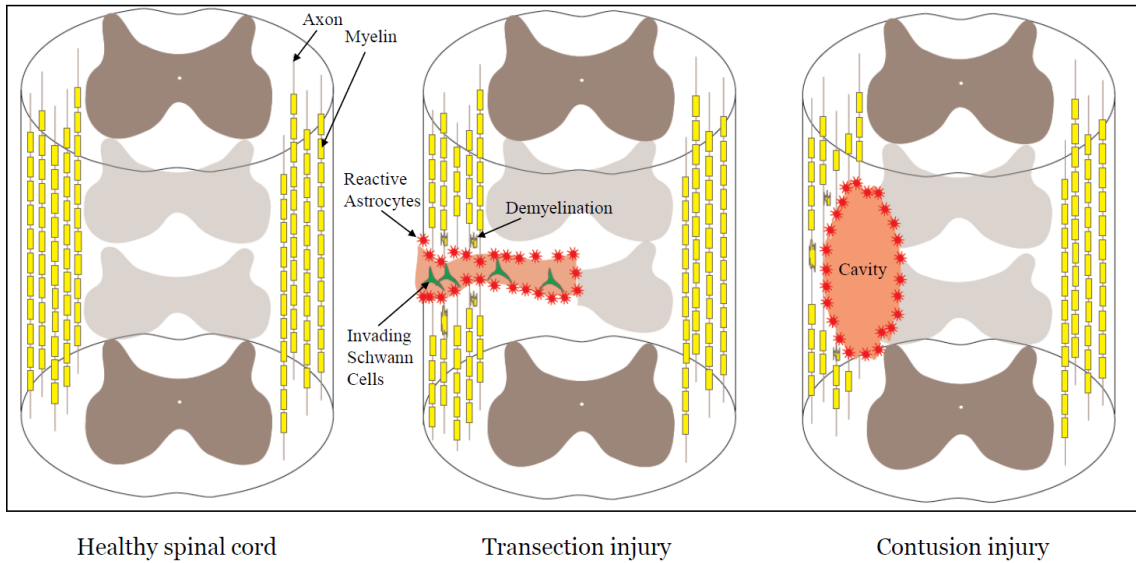 Axon
Myelin
Reactive
Astrocytes
Demyelination
Cavity
Invading
Schwann
Cells
Healthy spinal cord
Transection injury
Contusion injury